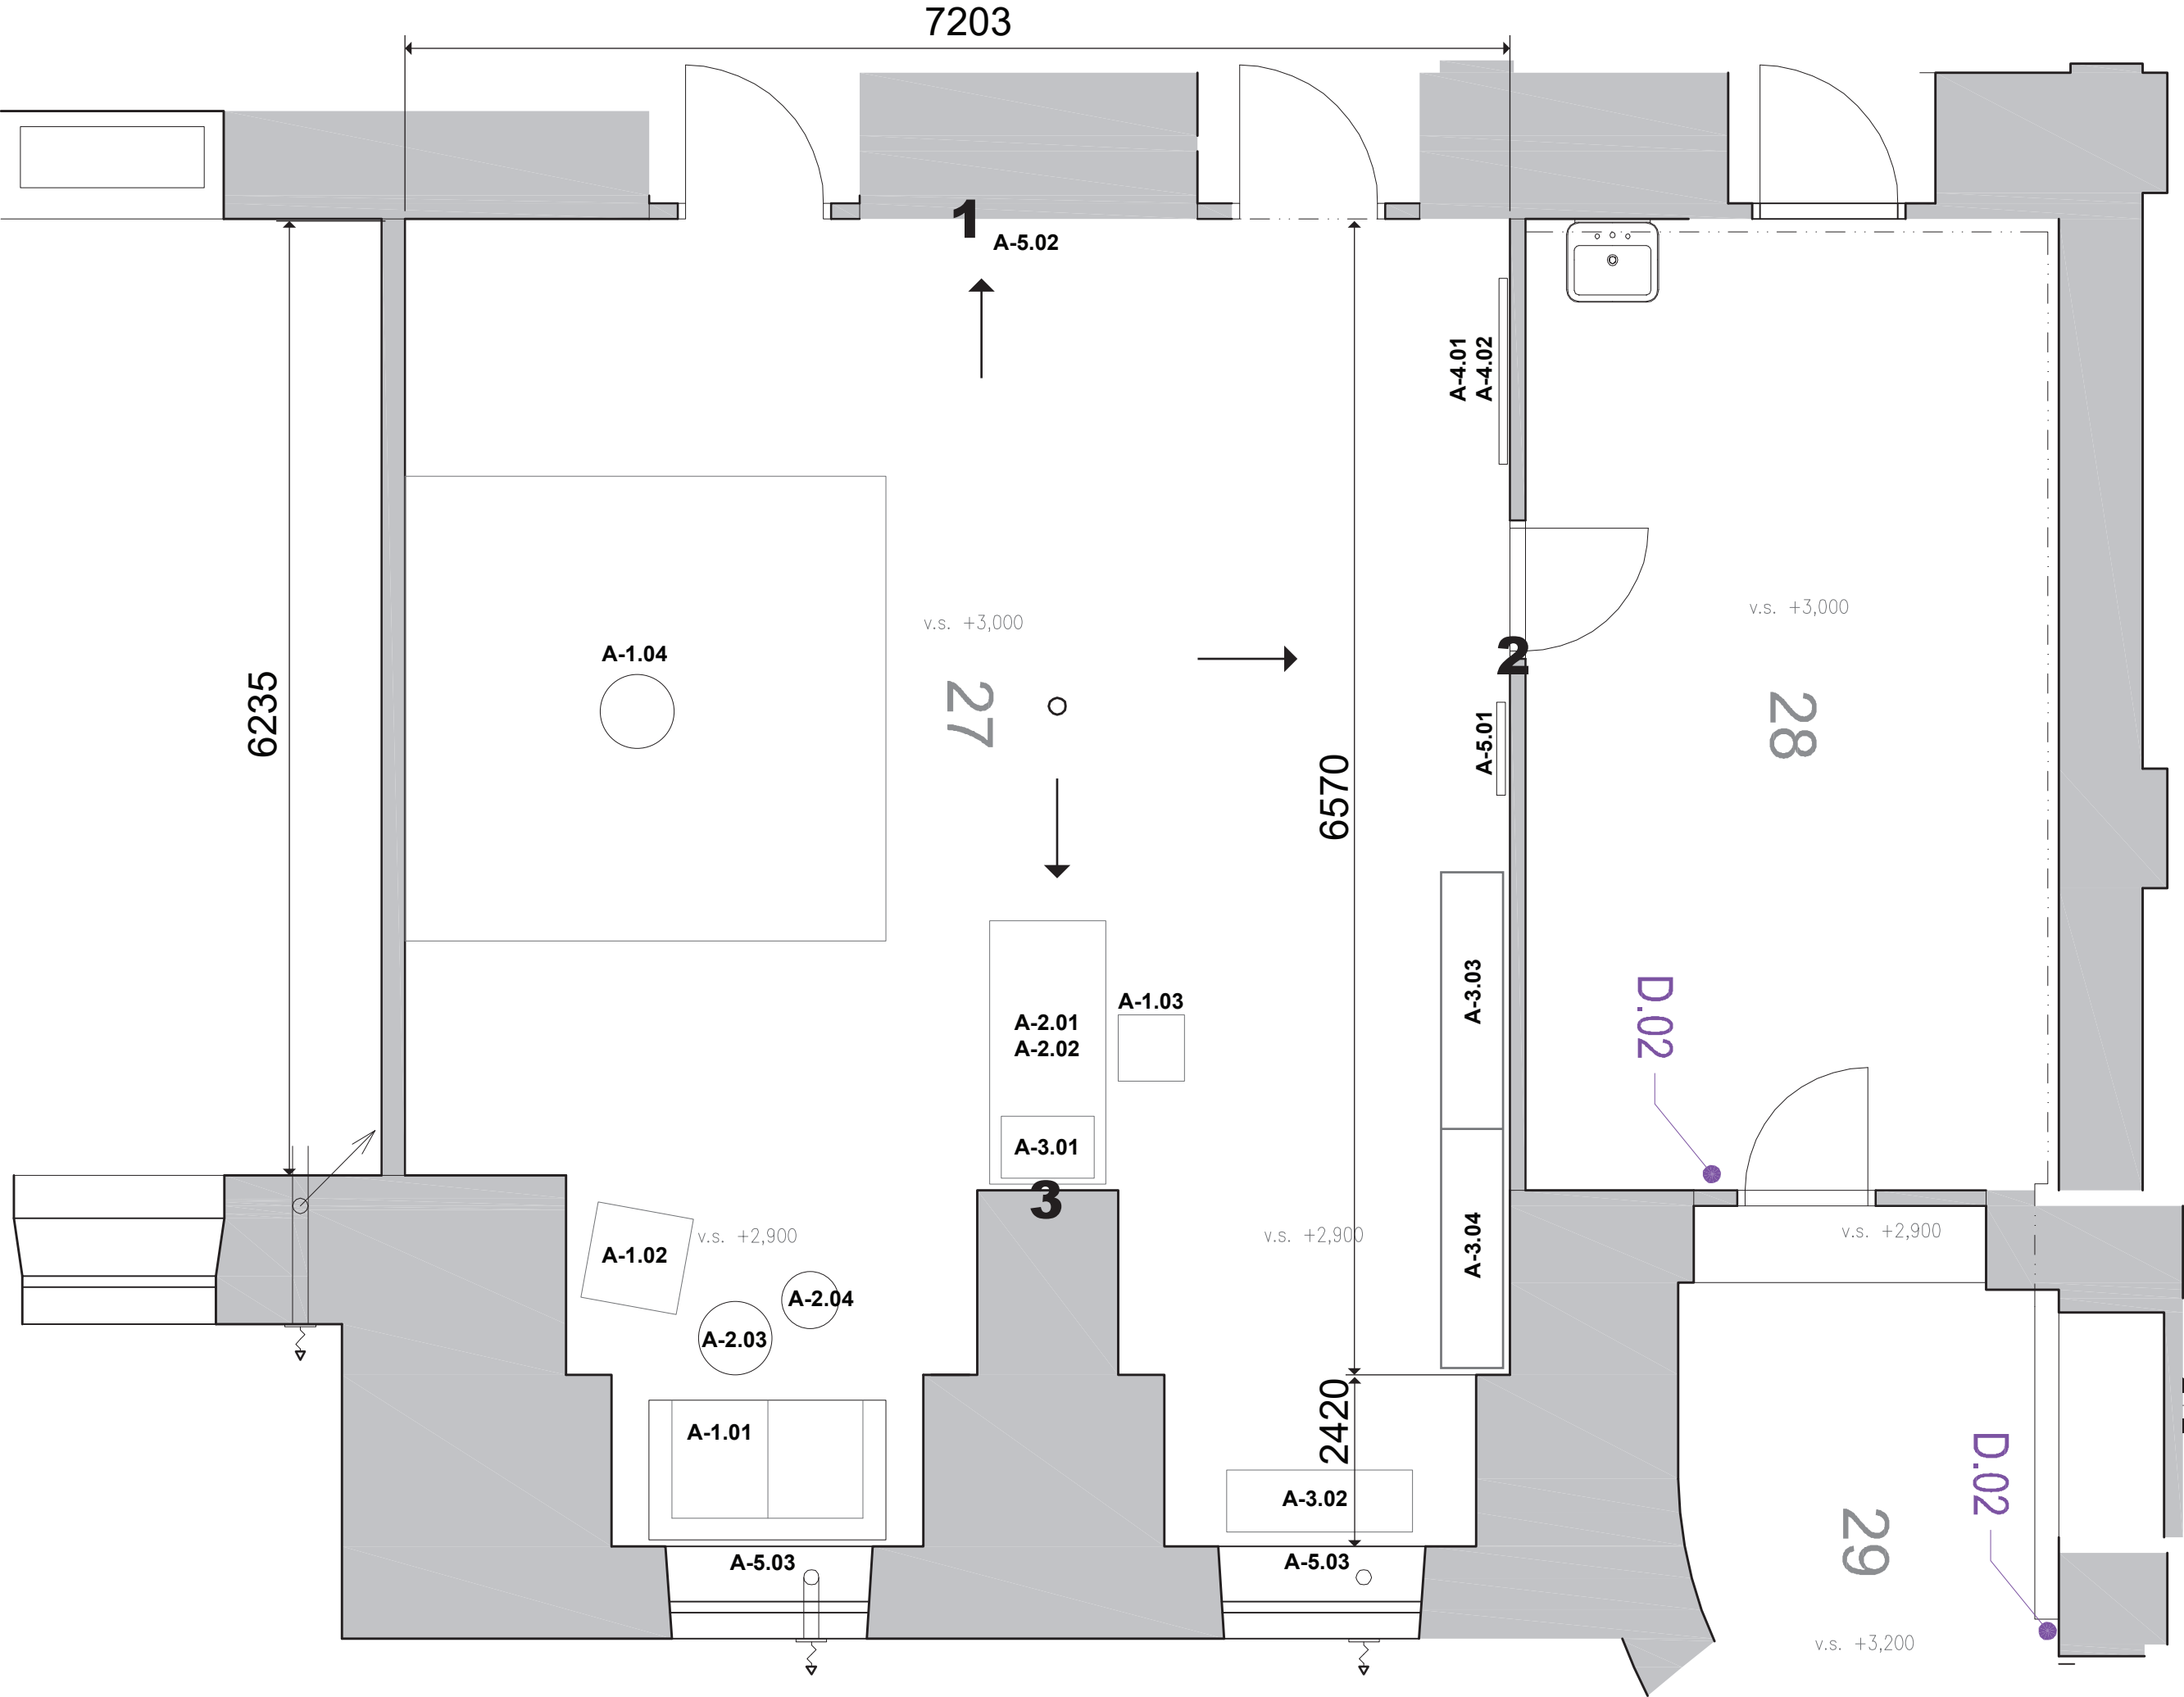 7203
1
A-5.02
A-4.01
A-4.02
v.s. +3,000
v.s. +3,000
A-1.04
2
27
28
6235
A-5.01
6570
A-3.03
D.02
A-1.03
A-2.01
A-2.02
A-3.01
3
A-1.02
v.s. +2,900
v.s. +2,900
A-3.04
v.s. +2,900
A-2.04
A-2.03
2420
A-1.01
D.02
A-3.02
29
A-5.03
A-5.03
v.s. +3,200